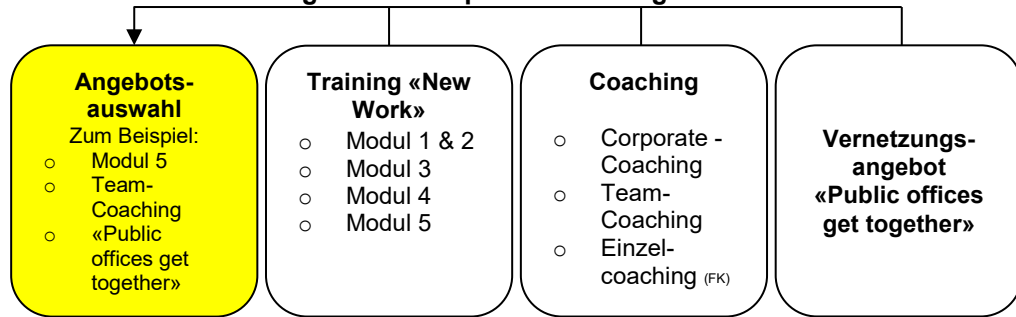 Angebots-
auswahl
Zum Beispiel:
o Modul 5
o Team-
Coaching
o «Public
offices get
together»
Training «New
Work»
o Modul 1 & 2
o Modul 3
o Modul 4
o Modul 5
Coaching
o Corporate -
Coaching
o Team-
Coaching
o Einzel-
coaching (FK)
Vernetzungs-
angebot
«Public offices
get together»